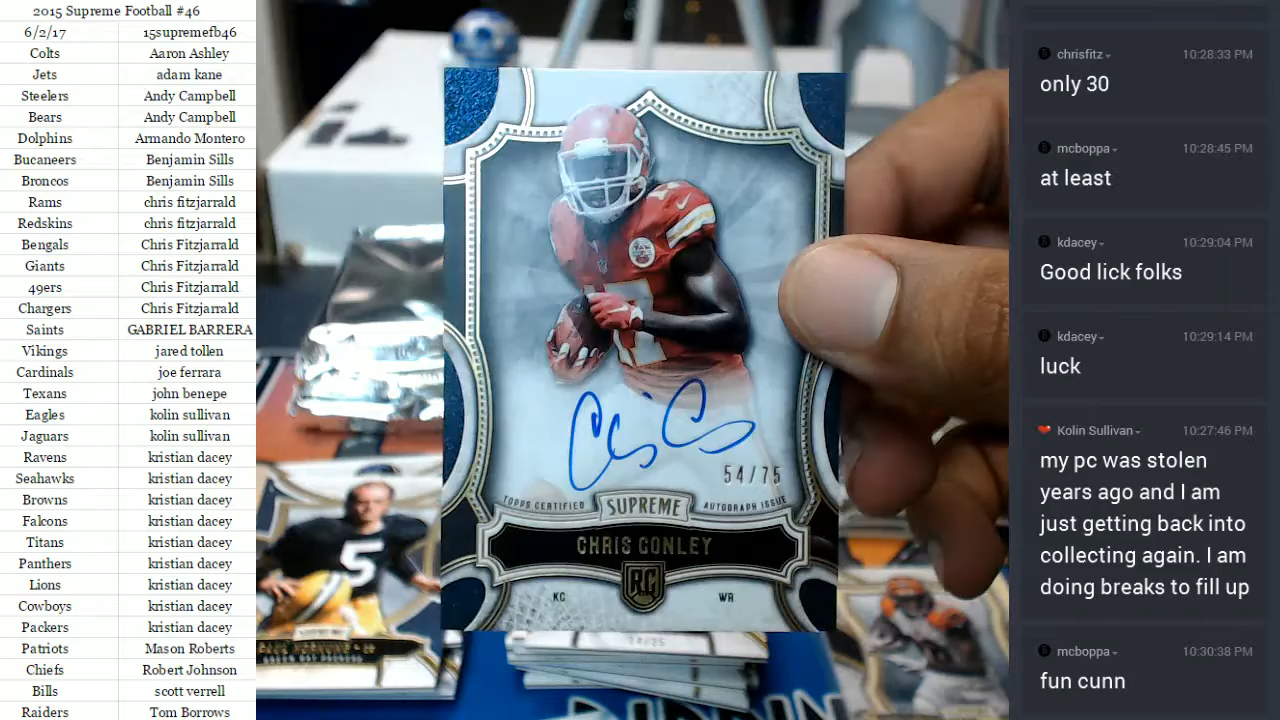 2015 Supreme Football #46
6/2/17 15supremefb46
Colts Aaron Ashley
Jets adam kane
Steelers Andy Campbell
Bears Andy Campbell
Dolphins Armando Montero
Bucaneers Benjamin Sills
Broncos Benjamin Sills
Rams chris fitzjarrald
Redskins chris fitzjarrald
Bengals Chris Fitzjarrald
Giants Chris Fitzjarrald
49ers Chris Fitzjarrald
Chargers Chris Fitzjarrald
Saints GABRIEL BARRERA
Vikings jared tollen
Cardinals joe ferrara
Texans john benepe
Eagles kolin sullivan
Jaguars kolin sullivan
Ravens kristian dacey
Seahawks kristian dacey
Browns kristian dacey
Falcons kristian dacey
Titans kristian dacey
Panthers kristian dacey
Lions kristian dacey
Cowboys kristian dacey
Packers kristian dacey
Patriots Mason Roberts
Chiefs Robert Johnson
Bills scott verrell
Raiders Tom Borrows
17
54/75
TOPPS CERTIFIED SUPREME AUTOGRAPH ISSUE
CHRIS CONLEY
RC
KC WR
5
chrisfitz 10:28:33 PM
only 30
mcboppa 10:28:45 PM
at least
kdacey 10:29:04 PM
Good lick folks
kdacey 10:29:14 PM
luck
Kolin Sullivan 10:27:46 PM
my pc was stolen
years ago and I am
just getting back into
collecting again. I am
doing breaks to fill up
mcboppa 10:30:38 PM
fun cunn